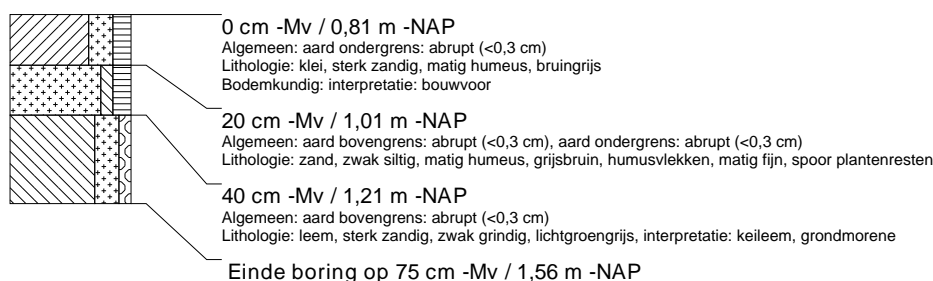 0 cm -Mv / 0,81 m -NAP
Algemeen: aard ondergrens: abrupt (<0,3 cm)
Lithologie: klei, sterk zandig, matig humeus, bruingrijs
Bodemkundig: interpretatie: bouwvoor
20 cm -Mv / 1,01 m -NAP
Algemeen: aard bovengrens: abrupt (<0,3 cm), aard ondergrens: abrupt (<0,3 cm)
Lithologie: zand, zwak siltig, matig humeus, grijsbruin, humusvlekken, matig fijn, spoor plantenresten
40 cm -Mv / 1,21 m -NAP
Algemeen: aard bovengrens: abrupt (<0,3 cm)
Lithologie: leem, sterk zandig, zwak grindig, lichtgroengrijs, interpretatie: keileem, grondmorene
Einde boring op 75 cm -Mv / 1,56 m -NAP